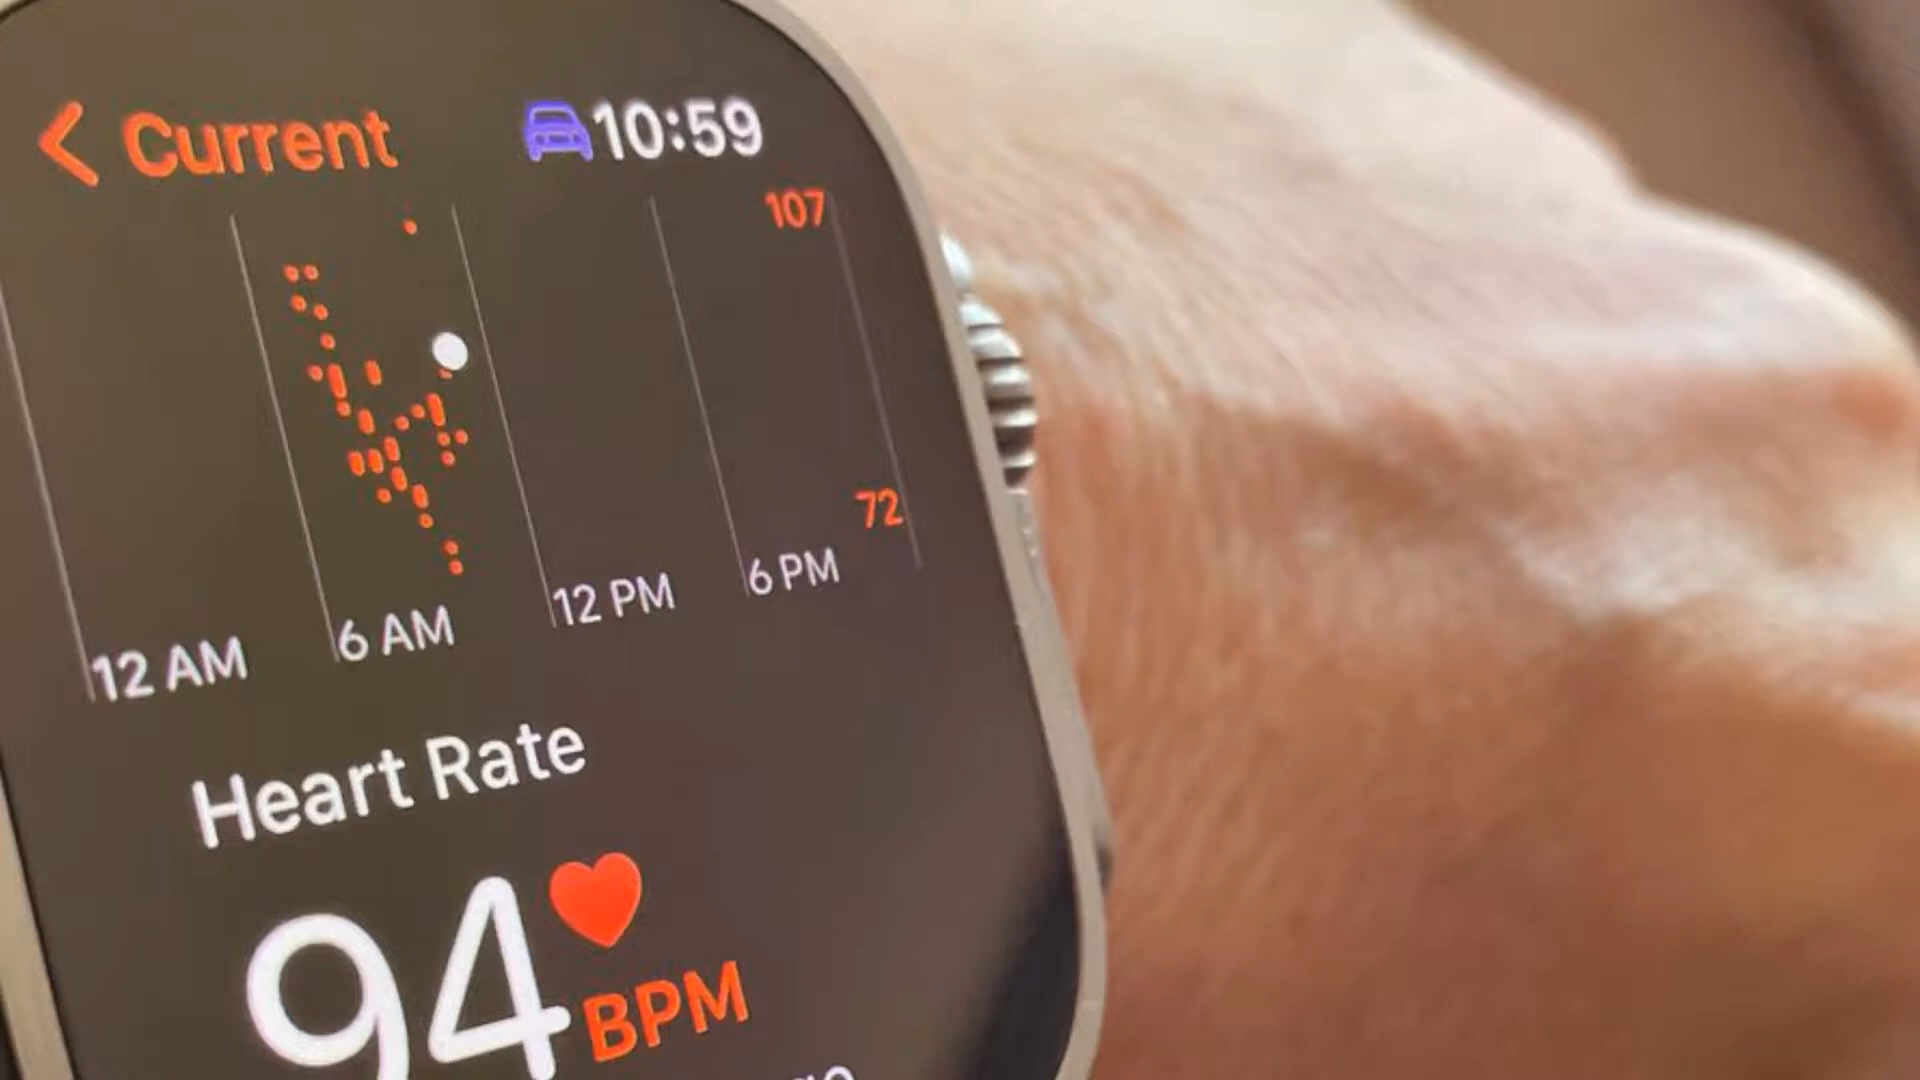 < Current 10:59
107
72
12 AM 6 AM 12 PM 6 PM
Heart Rate
94 BPM